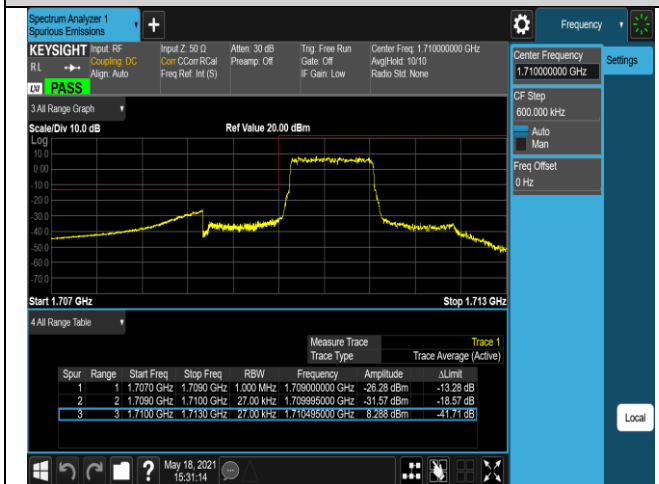 Spectrum Analyzer 1
Spurious Emissions
Frequency
KEYSIGHT Input: RF Input Z: 50 Ω Atten: 30 dB Trig: Free Run Center Freq: 1.710000000 GHz
RL Coupling: DC Corr CCorr RCal Preamp: Off Gate: Off Avg|Hold: 10/10
Align: Auto Freq Ref: Int (S) IF Gain: Low Radio Std: None
LXI PASS
Center Frequency
1.710000000 GHz
Settings
CF Step
600.000 kHz
Auto
Man
Freq Offset
0 Hz
3 All Range Graph
Scale/Div 10.0 dB Ref Value 20.00 dBm
Log
10.0
0.00
-10.0
-20.0
-30.0
-40.0
-50.0
-60.0
-70.0
Start 1.707 GHz Stop 1.713 GHz
4 All Range Table
Measure Trace Trace 1
Trace Type Trace Average (Active)
Spur Range Start Freq Stop Freq RBW Frequency Amplitude ΔLimit
1 1 1.7070 GHz 1.7090 GHz 1.000 MHz 1.709000000 GHz -26.28 dBm -13.28 dB
2 2 1.7090 GHz 1.7100 GHz 27.00 kHz 1.709995000 GHz -31.57 dBm -18.57 dB
3 3 1.7100 GHz 1.7130 GHz 27.00 kHz 1.710495000 GHz 8.288 dBm -41.71 dB
Local
May 18, 2021
15:31:14